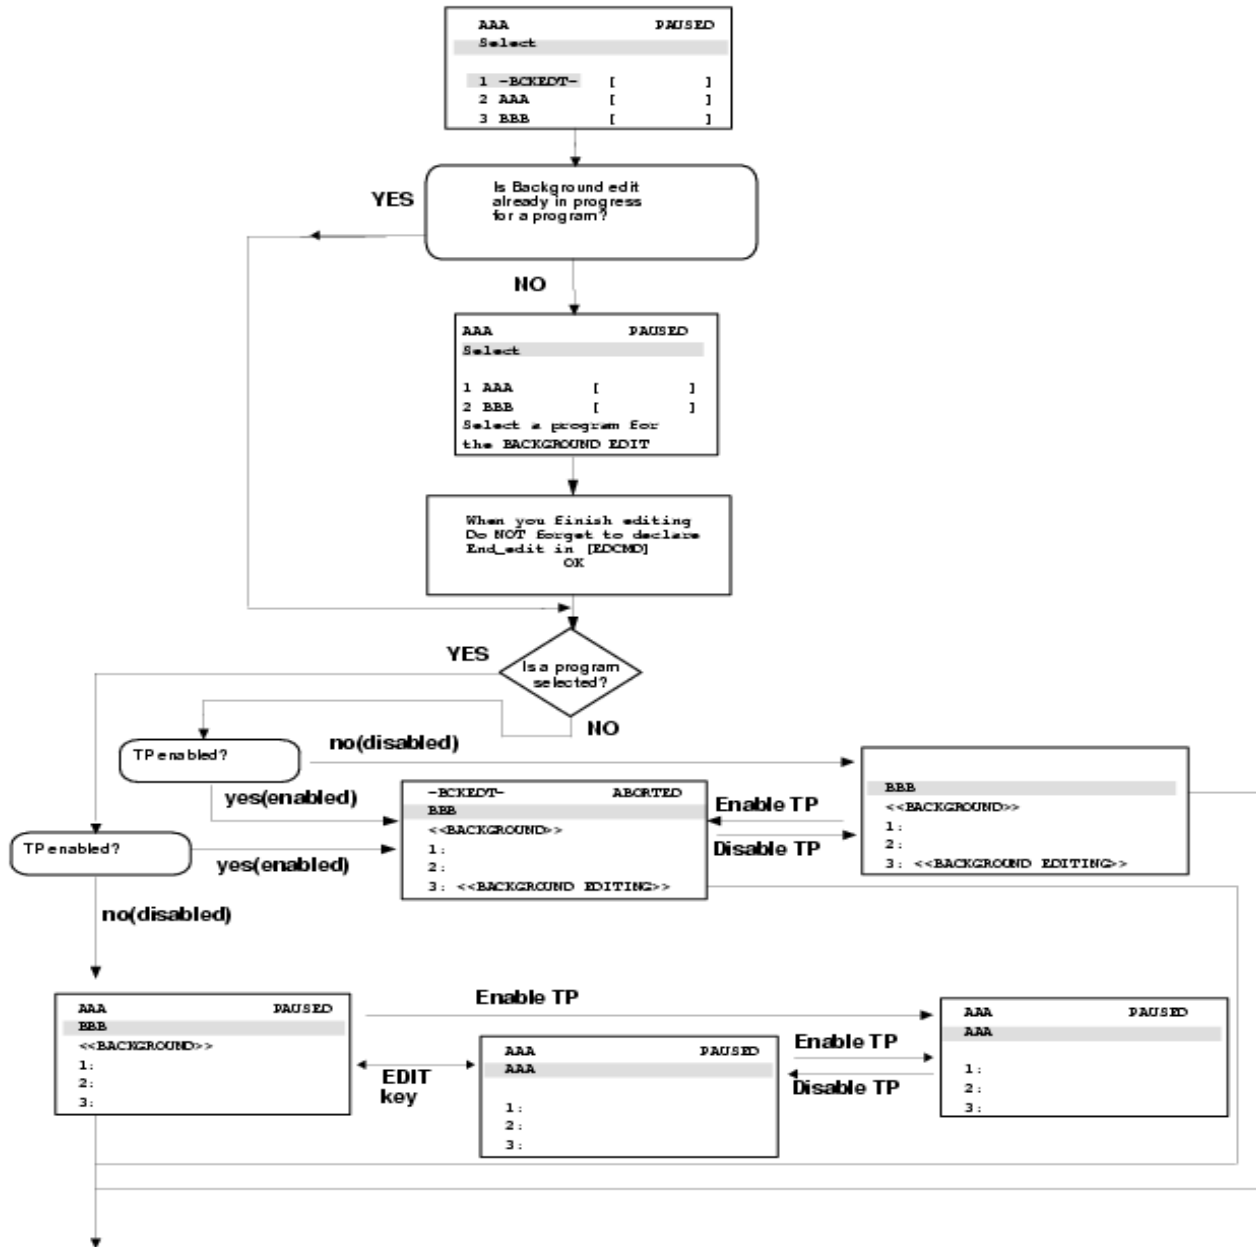 AAA PAUSED
Select
1 -BCKEDT- [ ]
2 AAA [ ]
3 BBB [ ]
Is Background edit
already in progress
for a program?
YES
NO
AAA PAUSED
Select
1 AAA [ ]
2 BBB [ ]
Select a program for
the BACKGROUND EDIT
When you finish editing
Do NOT forget to declare
End_edit in [EDCMD]
OK
YES
Is a program
selected?
NO
TP enabled?
no(disabled)
yes(enabled)
BBB
<<BACKGROUND>>
1:
2:
3: <<BACKGROUND EDITING>>
-BCKEDT- ABORTED
BBB
<<BACKGROUND>>
1:
2:
3: <<BACKGROUND EDITING>>
Enable TP
Disable TP
TP enabled?
yes(enabled)
no(disabled)
AAA PAUSED
BBB
<<BACKGROUND>>
1:
2:
3:
Enable TP
EDIT
key
AAA PAUSED
AAA
1:
2:
3:
Enable TP
Disable TP
AAA PAUSED
AAA
1:
2:
3: